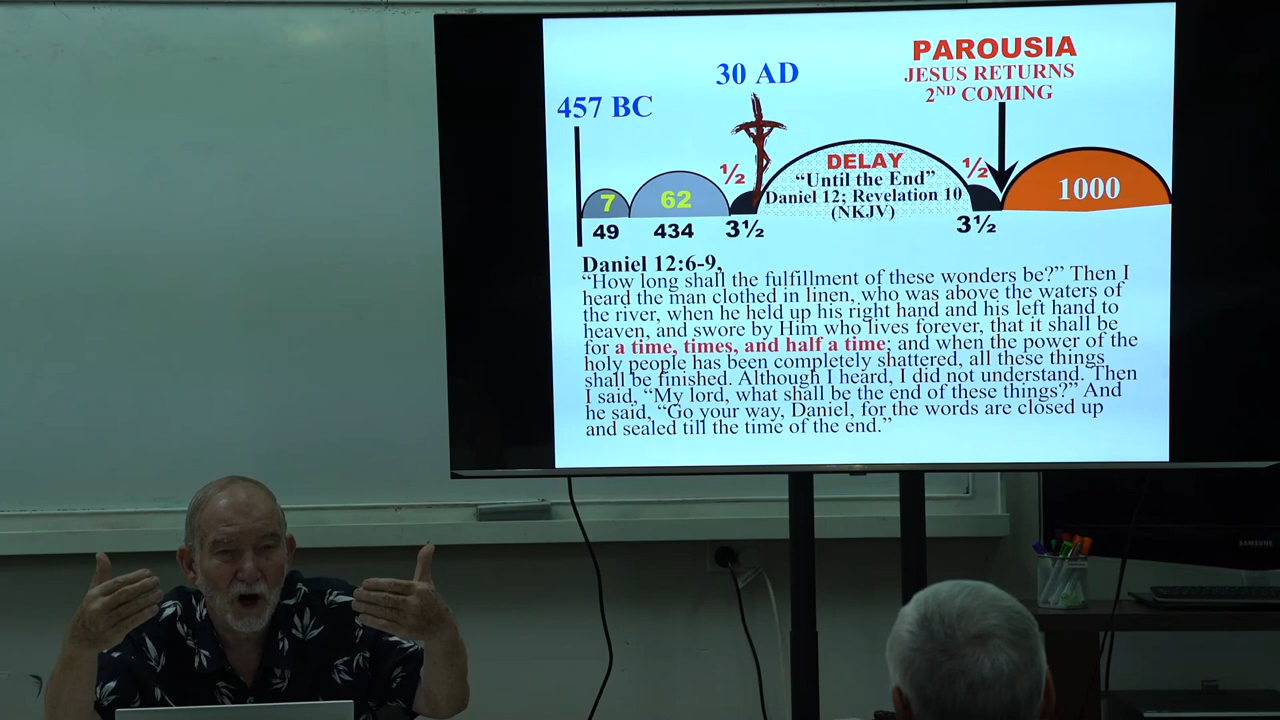 PAROUSIA
JESUS RETURNS
2ND COMING
30 AD
457 BC
½
DELAY
½
"Until the End"
7
62
Daniel 12; Revelation 10
1000
(NKJV)
49
434
3½
3½
Daniel 12:6-9,
"How long shall the fulfillment of these wonders be?" Then I
heard the man clothed in linen, who was above the waters of
the river, when he held up his right hand and his left hand to
heaven, and swore by Him who lives forever, that it shall be
for a time, times, and half a time; and when the power of the
holy people has been completely shattered, all these things
shall be finished. Although I heard, I did not understand. Then
I said, "My lord, what shall be the end of these things?" And
he said, "Go your way, Daniel, for the words are closed up
and sealed till the time of the end."
SAMSUNG